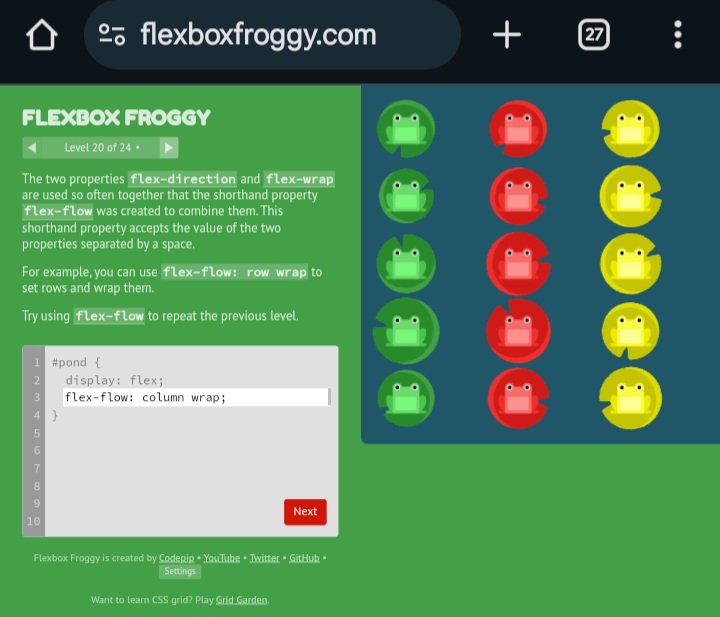 flexboxfroggy.com
27
FLEXBOX FROGGY
Level 20 of 24
The two properties flex-direction and flex-wrap
are used so often together that the shorthand property
flex-flow was created to combine them. This
shorthand property accepts the value of the two
properties separated by a space.
For example, you can use flex-flow: row wrap to
set rows and wrap them.
Try using flex-flow to repeat the previous level.
1 #pond {
2 display: flex;
3 flex-flow: column wrap;
4 }
5
6
7
8
9
10
Next
Flexbox Froggy is created by Codepip • YouTube • Twitter • GitHub •
Settings
Want to learn CSS grid? Play Grid Garden.